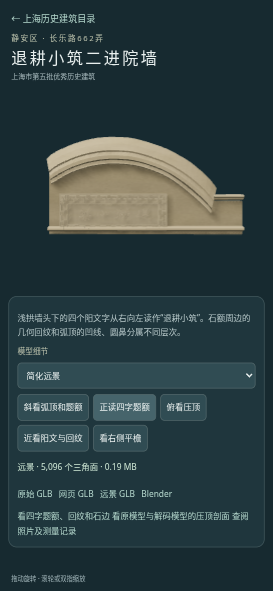 ← 上海历史建筑目录
静安区 · 长乐路662弄
退耕小筑二进院墙
上海市第五批优秀历史建筑
浅拱墙头下的四个阳文字从右向左读作“退耕小筑”。石额周边的
几何回纹和弧顶的凹线、圆鼻分属不同层次。
模型细节
简化远景
斜看弧顶和题额
正读四字题额
俯看压顶
近看阳文与回纹
看右侧平檐
远景 · 5,096 个三角面 · 0.19 MB
原始 GLB 网页 GLB 远景 GLB Blender
看四字题额、回纹和石边 看原模型与解码模型的压顶剖面 查阅
照片及测量记录
拖动旋转 · 滚轮或双指缩放